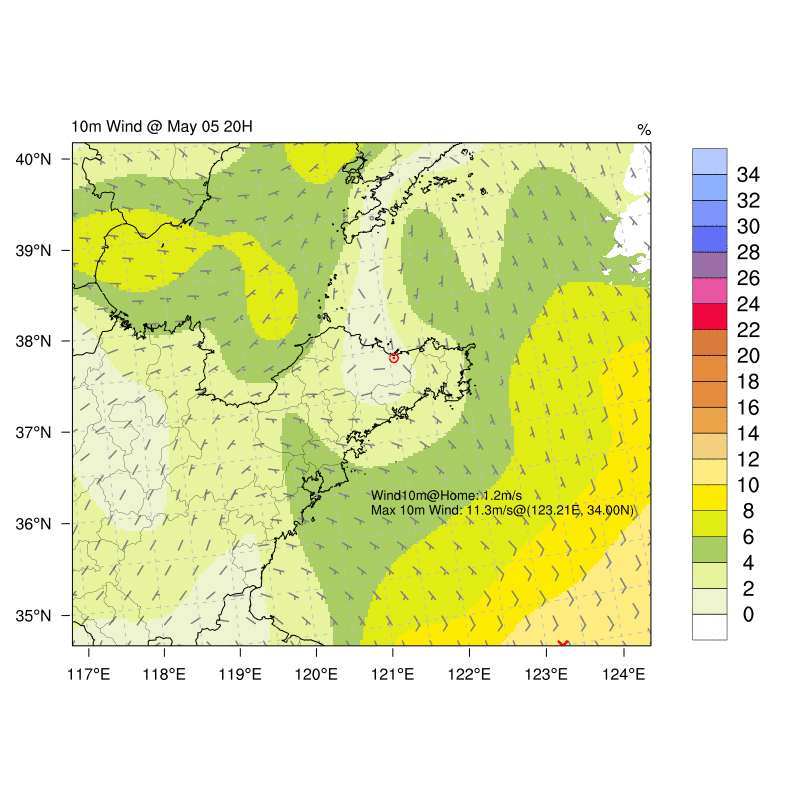 10m Wind @ May 05 20H
%
40°N
39°N
38°N
37°N
36°N
35°N
Wind10m@Home: 1.2m/s
Max 10m Wind: 11.3m/s@(123.21E, 34.00N)
117°E 118°E 119°E 120°E 121°E 122°E 123°E 124°E
34
32
30
28
26
24
22
20
18
16
14
12
10
8
6
4
2
0